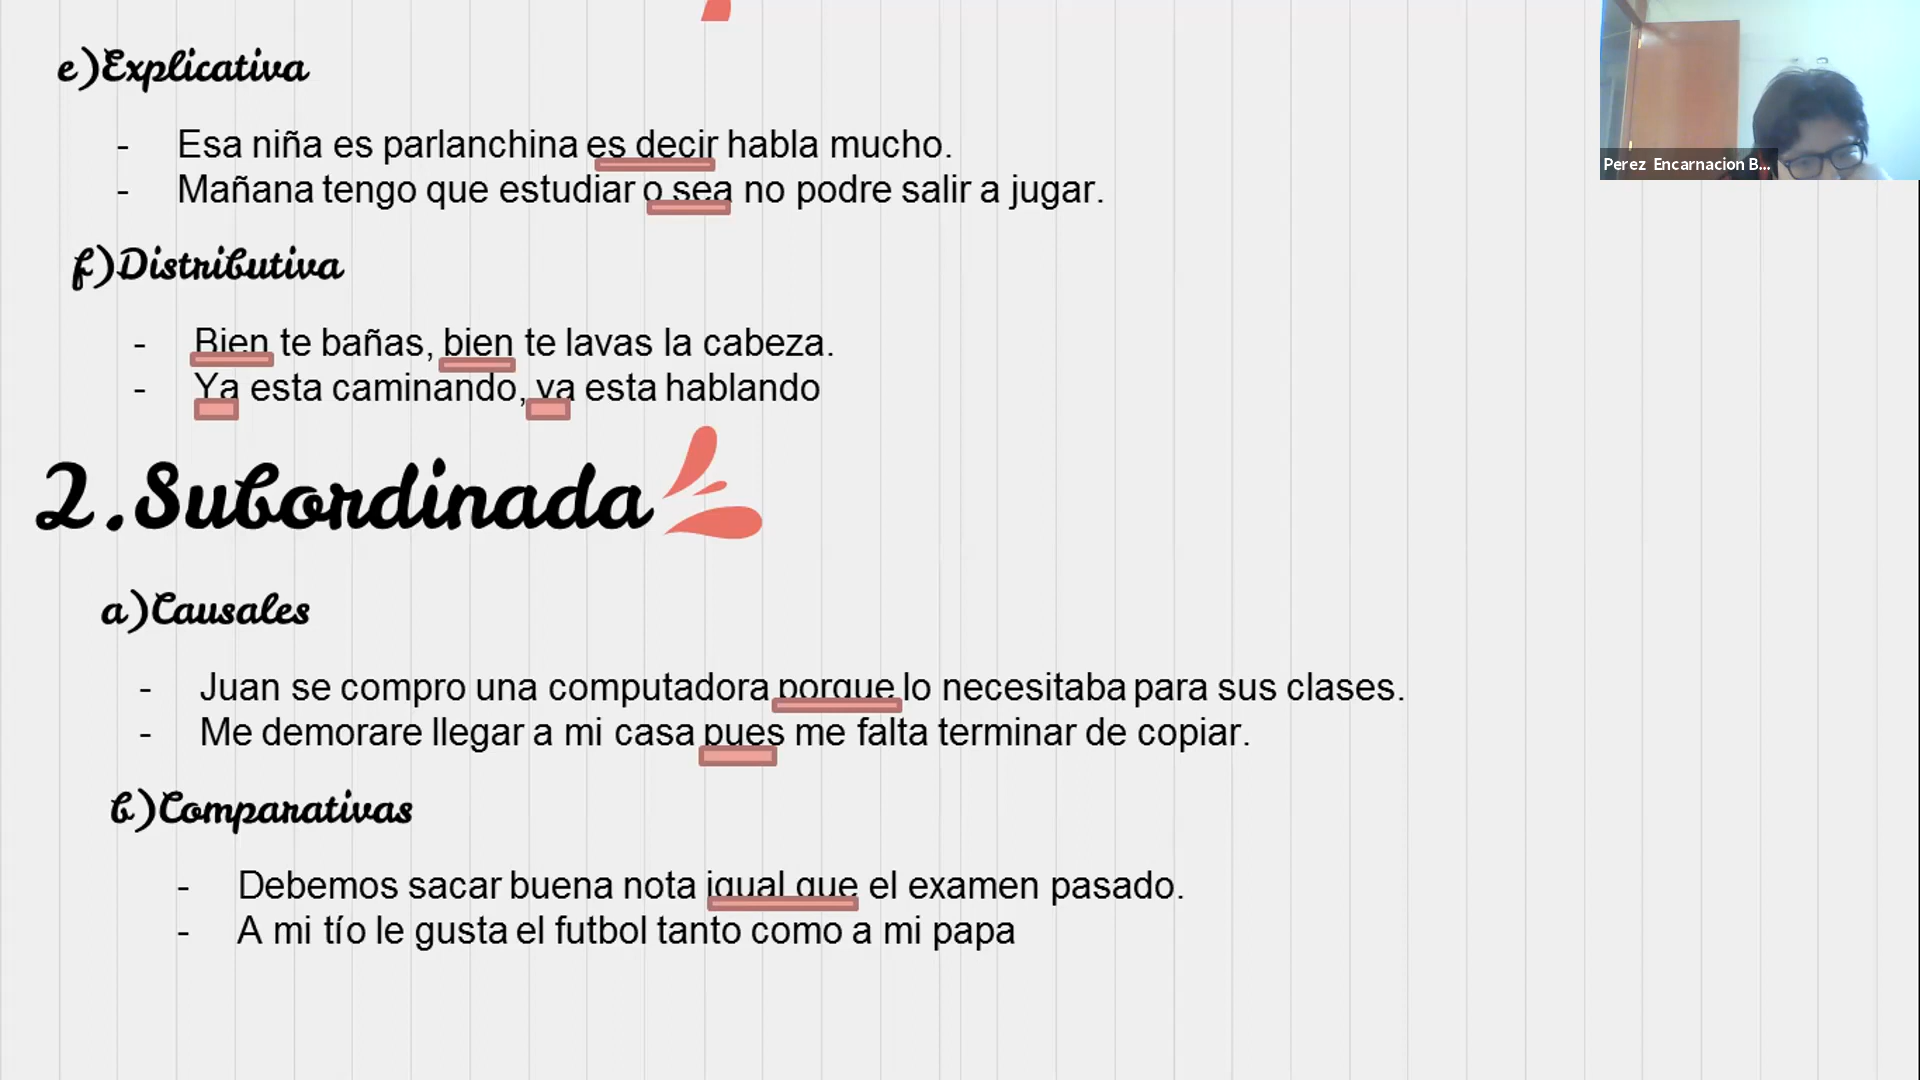 e)Explicativa
- Esa niña es parlanchina es decir habla mucho.
- Mañana tengo que estudiar o sea no podre salir a jugar.
f)Distributiva
- Bien te bañas, bien te lavas la cabeza.
- Ya esta caminando, ya esta hablando
2.Subordinada
a)Causales
- Juan se compro una computadora porque lo necesitaba para sus clases.
- Me demorare llegar a mi casa pues me falta terminar de copiar.
b)Comparativas
- Debemos sacar buena nota igual que el examen pasado.
- A mi tío le gusta el futbol tanto como a mi papa
Perez Encarnacion B...